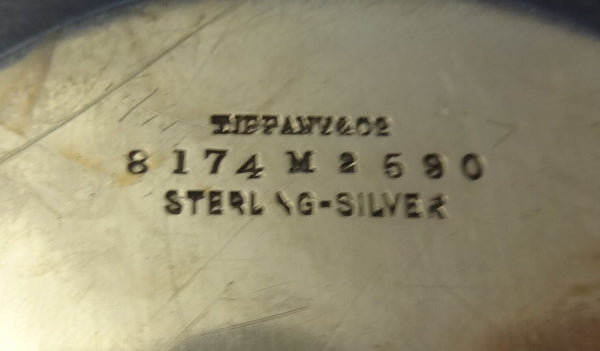 TIFFANY & Co
8174 M 2590
STERLING-SILVER